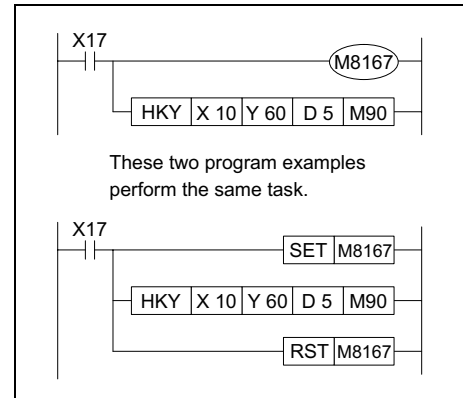 X17
M8167
HKY X 10 Y 60 D 5 M90
These two program examples
perform the same task.
X17
SET M8167
HKY X 10 Y 60 D 5 M90
RST M8167